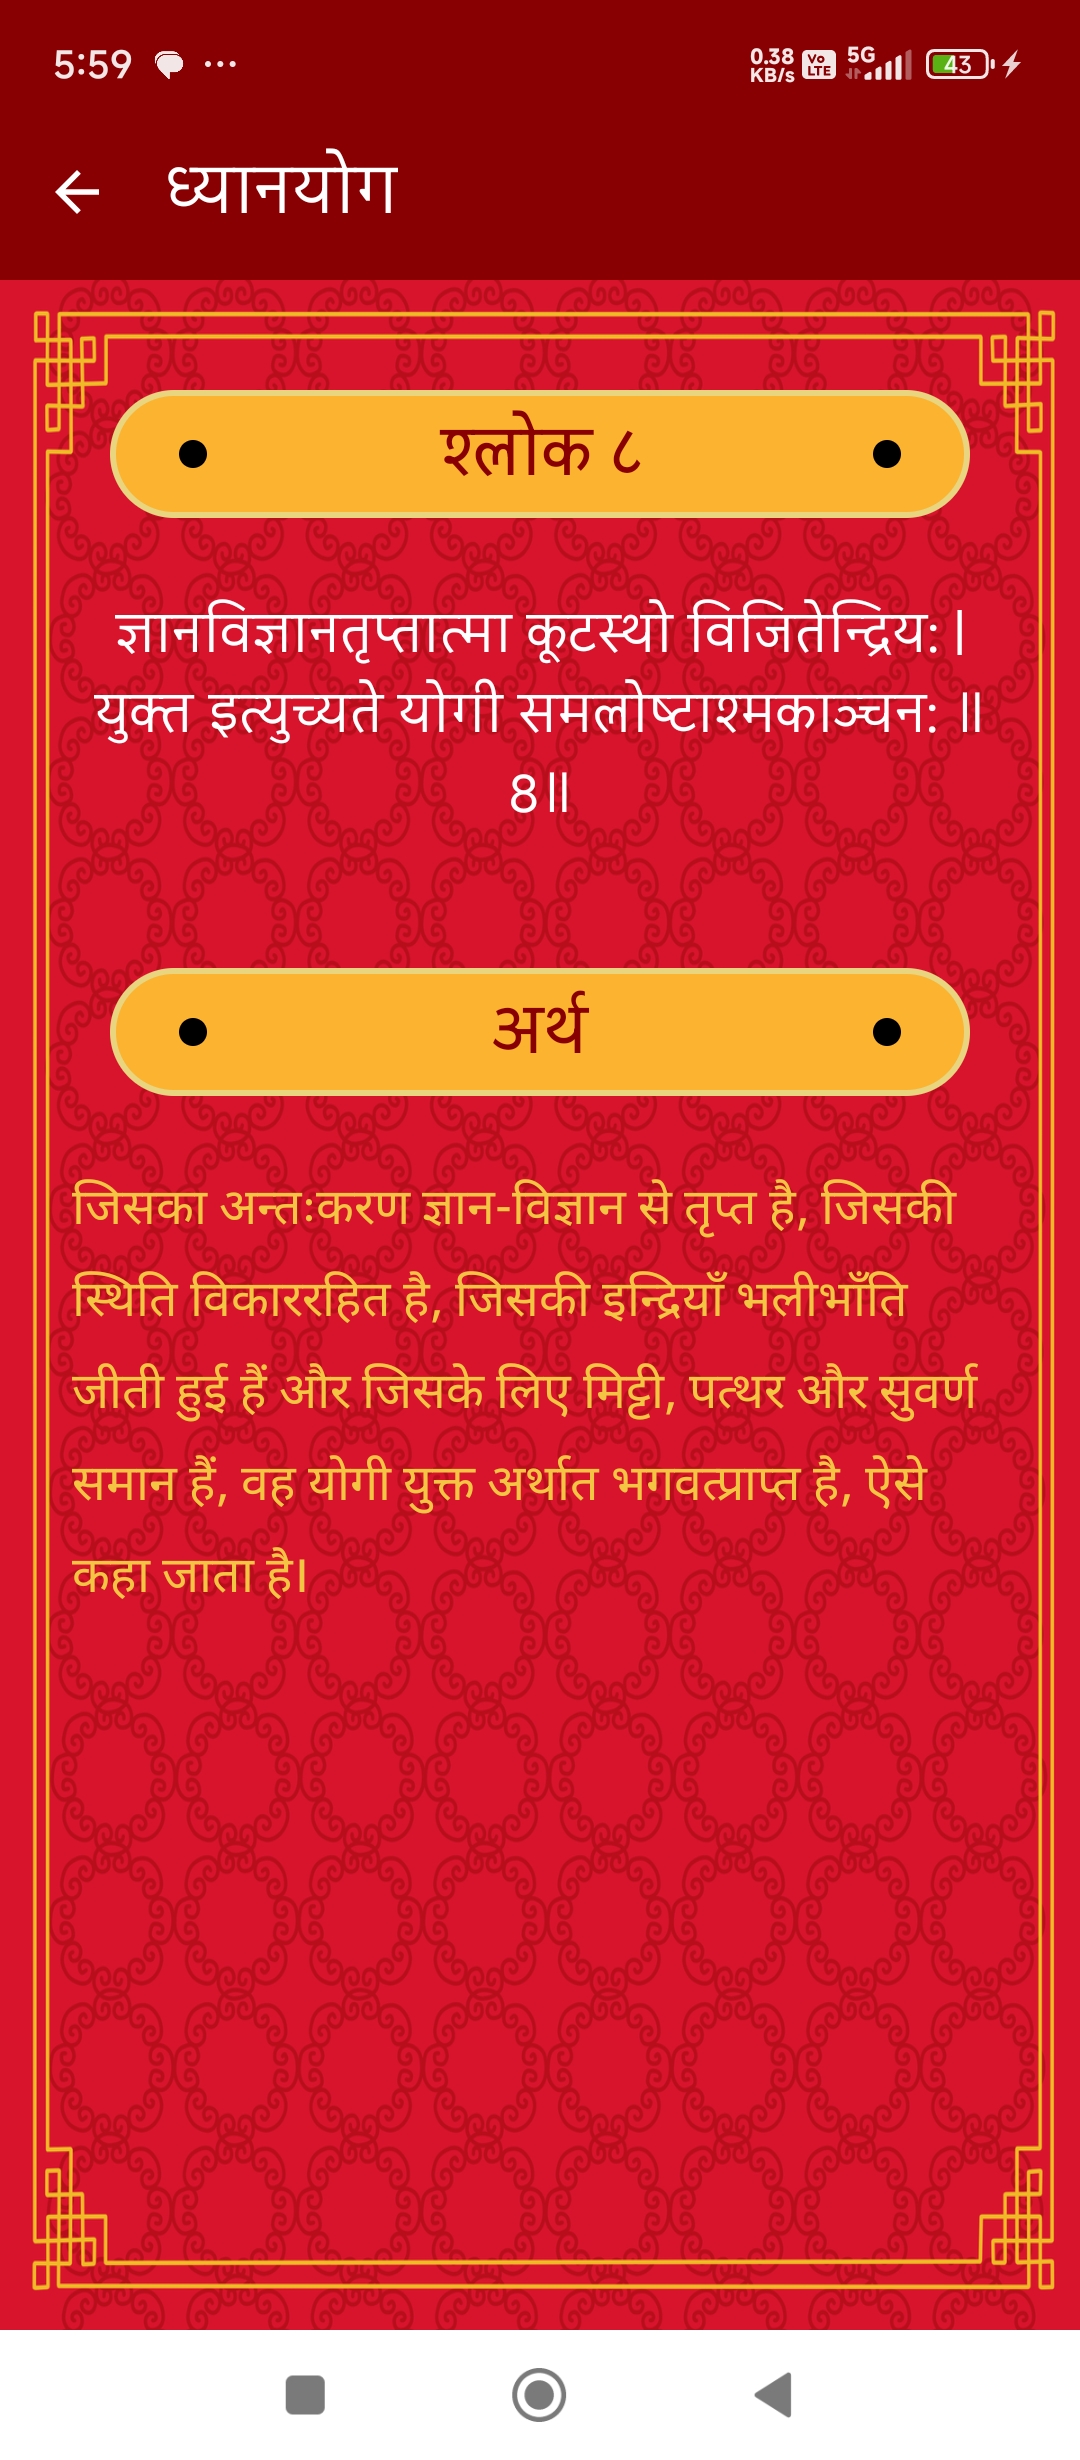 5:59 ...
0.38 KB/s Vo LTE 5G 43
ध्यानयोग
श्लोक ८
ज्ञानविज्ञानतृप्तात्मा कूटस्थो विजितेन्द्रिय: |
युक्त इत्युच्यते योगी समलोष्टाश्मकाञ्चन: ॥
8॥
अर्थ
जिसका अन्तःकरण ज्ञान-विज्ञान से तृप्त है, जिसकी
स्थिति विकाररहित है, जिसकी इन्द्रियाँ भलीभाँति
जीती हुई हैं और जिसके लिए मिट्टी, पत्थर और सुवर्ण
समान हैं, वह योगी युक्त अर्थात भगवत्प्राप्त है, ऐसे
कहा जाता है।